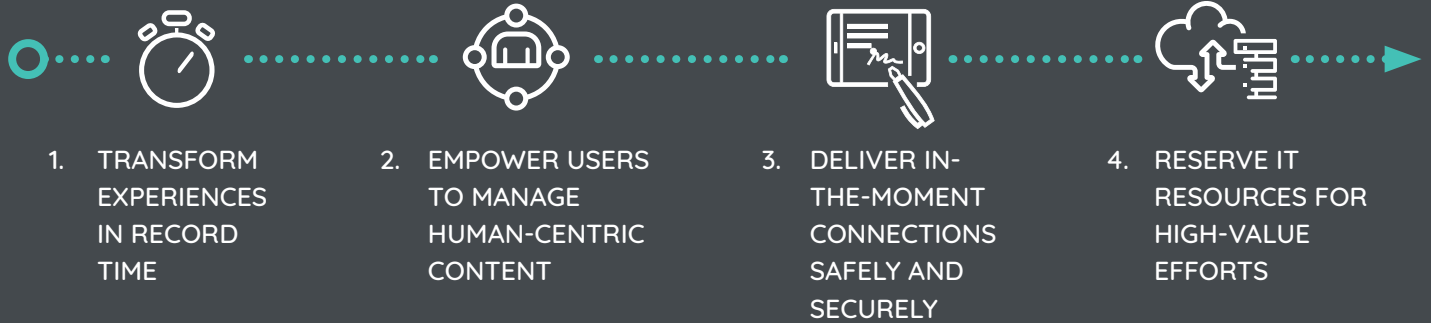 1. TRANSFORM
EXPERIENCES
IN RECORD
TIME
2. EMPOWER USERS
TO MANAGE
HUMAN-CENTRIC
CONTENT
3. DELIVER IN-
THE-MOMENT
CONNECTIONS
SAFELY AND
SECURELY
4. RESERVE IT
RESOURCES FOR
HIGH-VALUE
EFFORTS